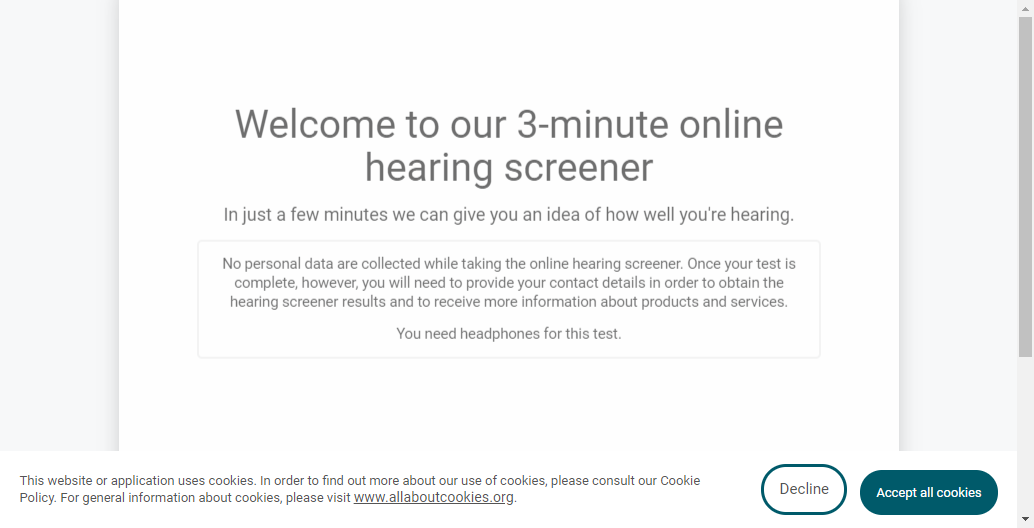 Welcome to our 3-minute online
hearing screener
In just a few minutes we can give you an idea of how well you're hearing.
No personal data are collected while taking the online hearing screener. Once your test is
complete, however, you will need to provide your contact details in order to obtain the
hearing screener results and to receive more information about products and services.
You need headphones for this test.
This website or application uses cookies. In order to find out more about our use of cookies, please consult our Cookie
Policy. For general information about cookies, please visit www.allaboutcookies.org.
Decline
Accept all cookies